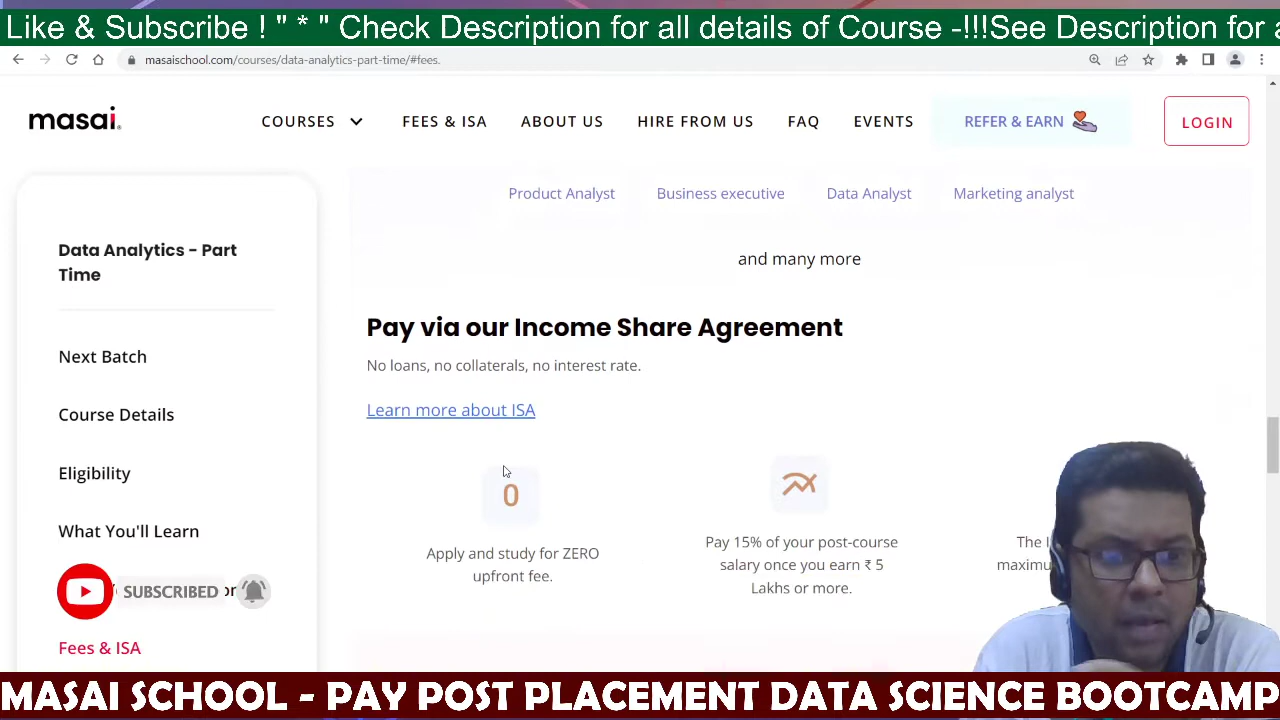 Like & Subscribe ! " * " Check Description for all details of Course -!!!See Description for a
masaischool.com/courses/data-analytics-part-time/#fees.
masai.
COURSES
FEES & ISA
ABOUT US
HIRE FROM US
FAQ
EVENTS
REFER & EARN
LOGIN
Data Analytics - Part
Time
Next Batch
Course Details
Eligibility
What You'll Learn
SUBSCRIBED
Fees & ISA
Product Analyst
Business executive
Data Analyst
Marketing analyst
and many more
Pay via our Income Share Agreement
No loans, no collaterals, no interest rate.
Learn more about ISA
0
Apply and study for ZERO
upfront fee.
Pay 15% of your post-course
salary once you earn ₹ 5
Lakhs or more.
The
MASAI SCHOOL - PAY POST PLACEMENT DATA SCIENCE BOOTCAMP